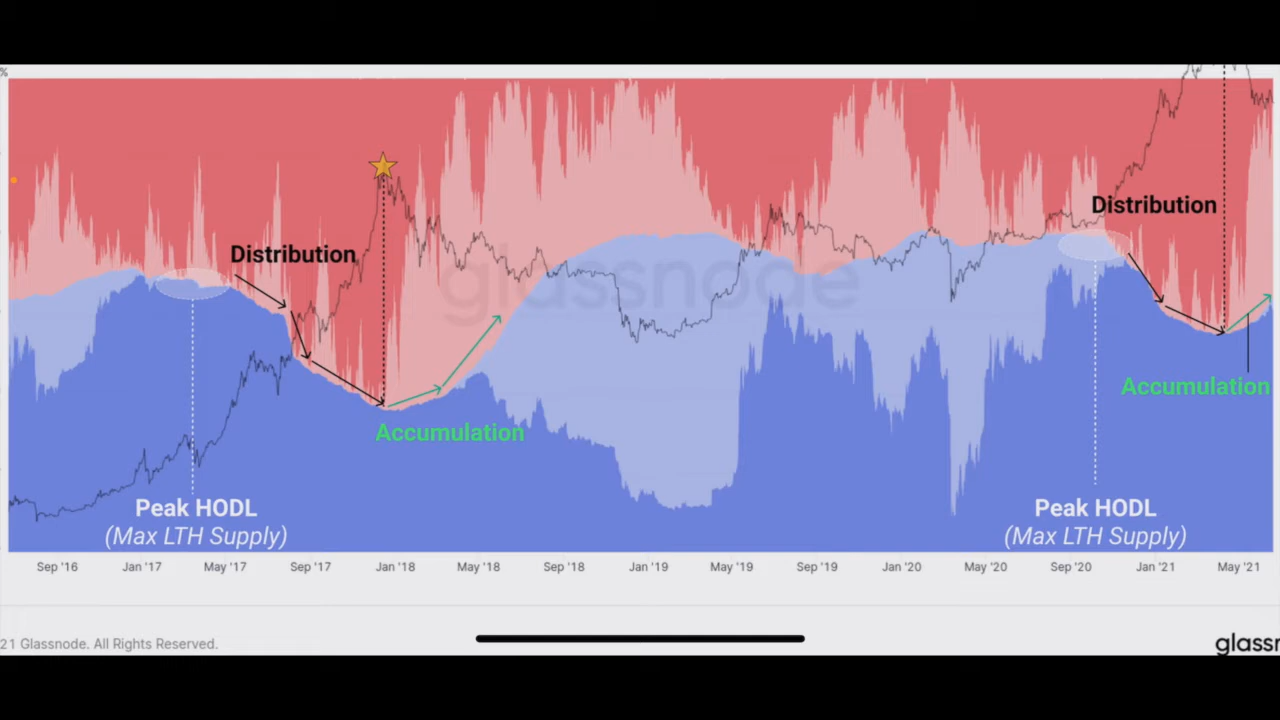 %
Distribution
Distribution
glassnode
Accumulation
Accumulation
Peak HODL
(Max LTH Supply)
Peak HODL
(Max LTH Supply)
Sep '16 Jan '17 May '17 Sep '17 Jan '18 May '18 Sep '18 Jan '19 May '19 Sep '19 Jan '20 May '20 Sep '20 Jan '21 May '21
21 Glassnode. All Rights Reserved.
glassn